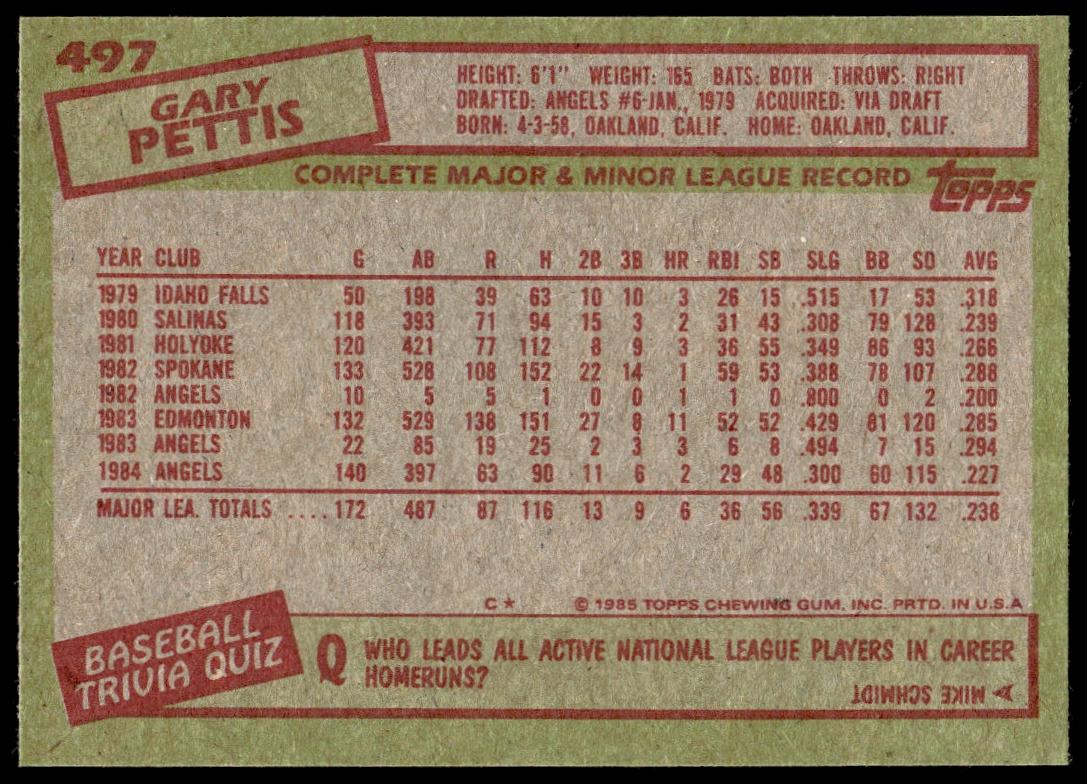 497
GARY
PETTIS
HEIGHT: 6'1" WEIGHT: 165 BATS: BOTH THROWS: RIGHT
DRAFTED: ANGELS #6-JAN., 1979 ACQUIRED: VIA DRAFT
BORN: 4-3-58, OAKLAND, CALIF. HOME: OAKLAND, CALIF.
COMPLETE MAJOR & MINOR LEAGUE RECORD
topps
YEAR CLUB G AB R H 2B 3B HR RBI SB SLG BB SO AVG
1979 IDAHO FALLS 50 198 39 63 10 10 3 26 15 .515 17 53 .318
1980 SALINAS 118 393 71 94 15 3 2 31 43 .308 79 128 .239
1981 HOLYOKE 120 421 77 112 8 9 3 36 55 .349 86 93 .266
1982 SPOKANE 133 528 108 152 22 14 1 59 53 .388 78 107 .288
1982 ANGELS 10 5 5 1 0 0 1 1 0 .800 0 2 .200
1983 EDMONTON 132 529 138 151 27 8 11 52 52 .429 81 120 .285
1983 ANGELS 22 85 19 25 2 3 3 6 8 .494 7 15 .294
1984 ANGELS 140 397 63 90 11 6 2 29 48 .300 60 115 .227
MAJOR LEA. TOTALS ....172 487 87 116 13 9 6 36 56 .339 67 132 .238
C* © 1985 TOPPS CHEWING GUM, INC. PRTD. IN U.S.A
BASEBALL
TRIVIA QUIZ
Q WHO LEADS ALL ACTIVE NATIONAL LEAGUE PLAYERS IN CAREER
HOMERUNS?
A MIKE SCHMIDT